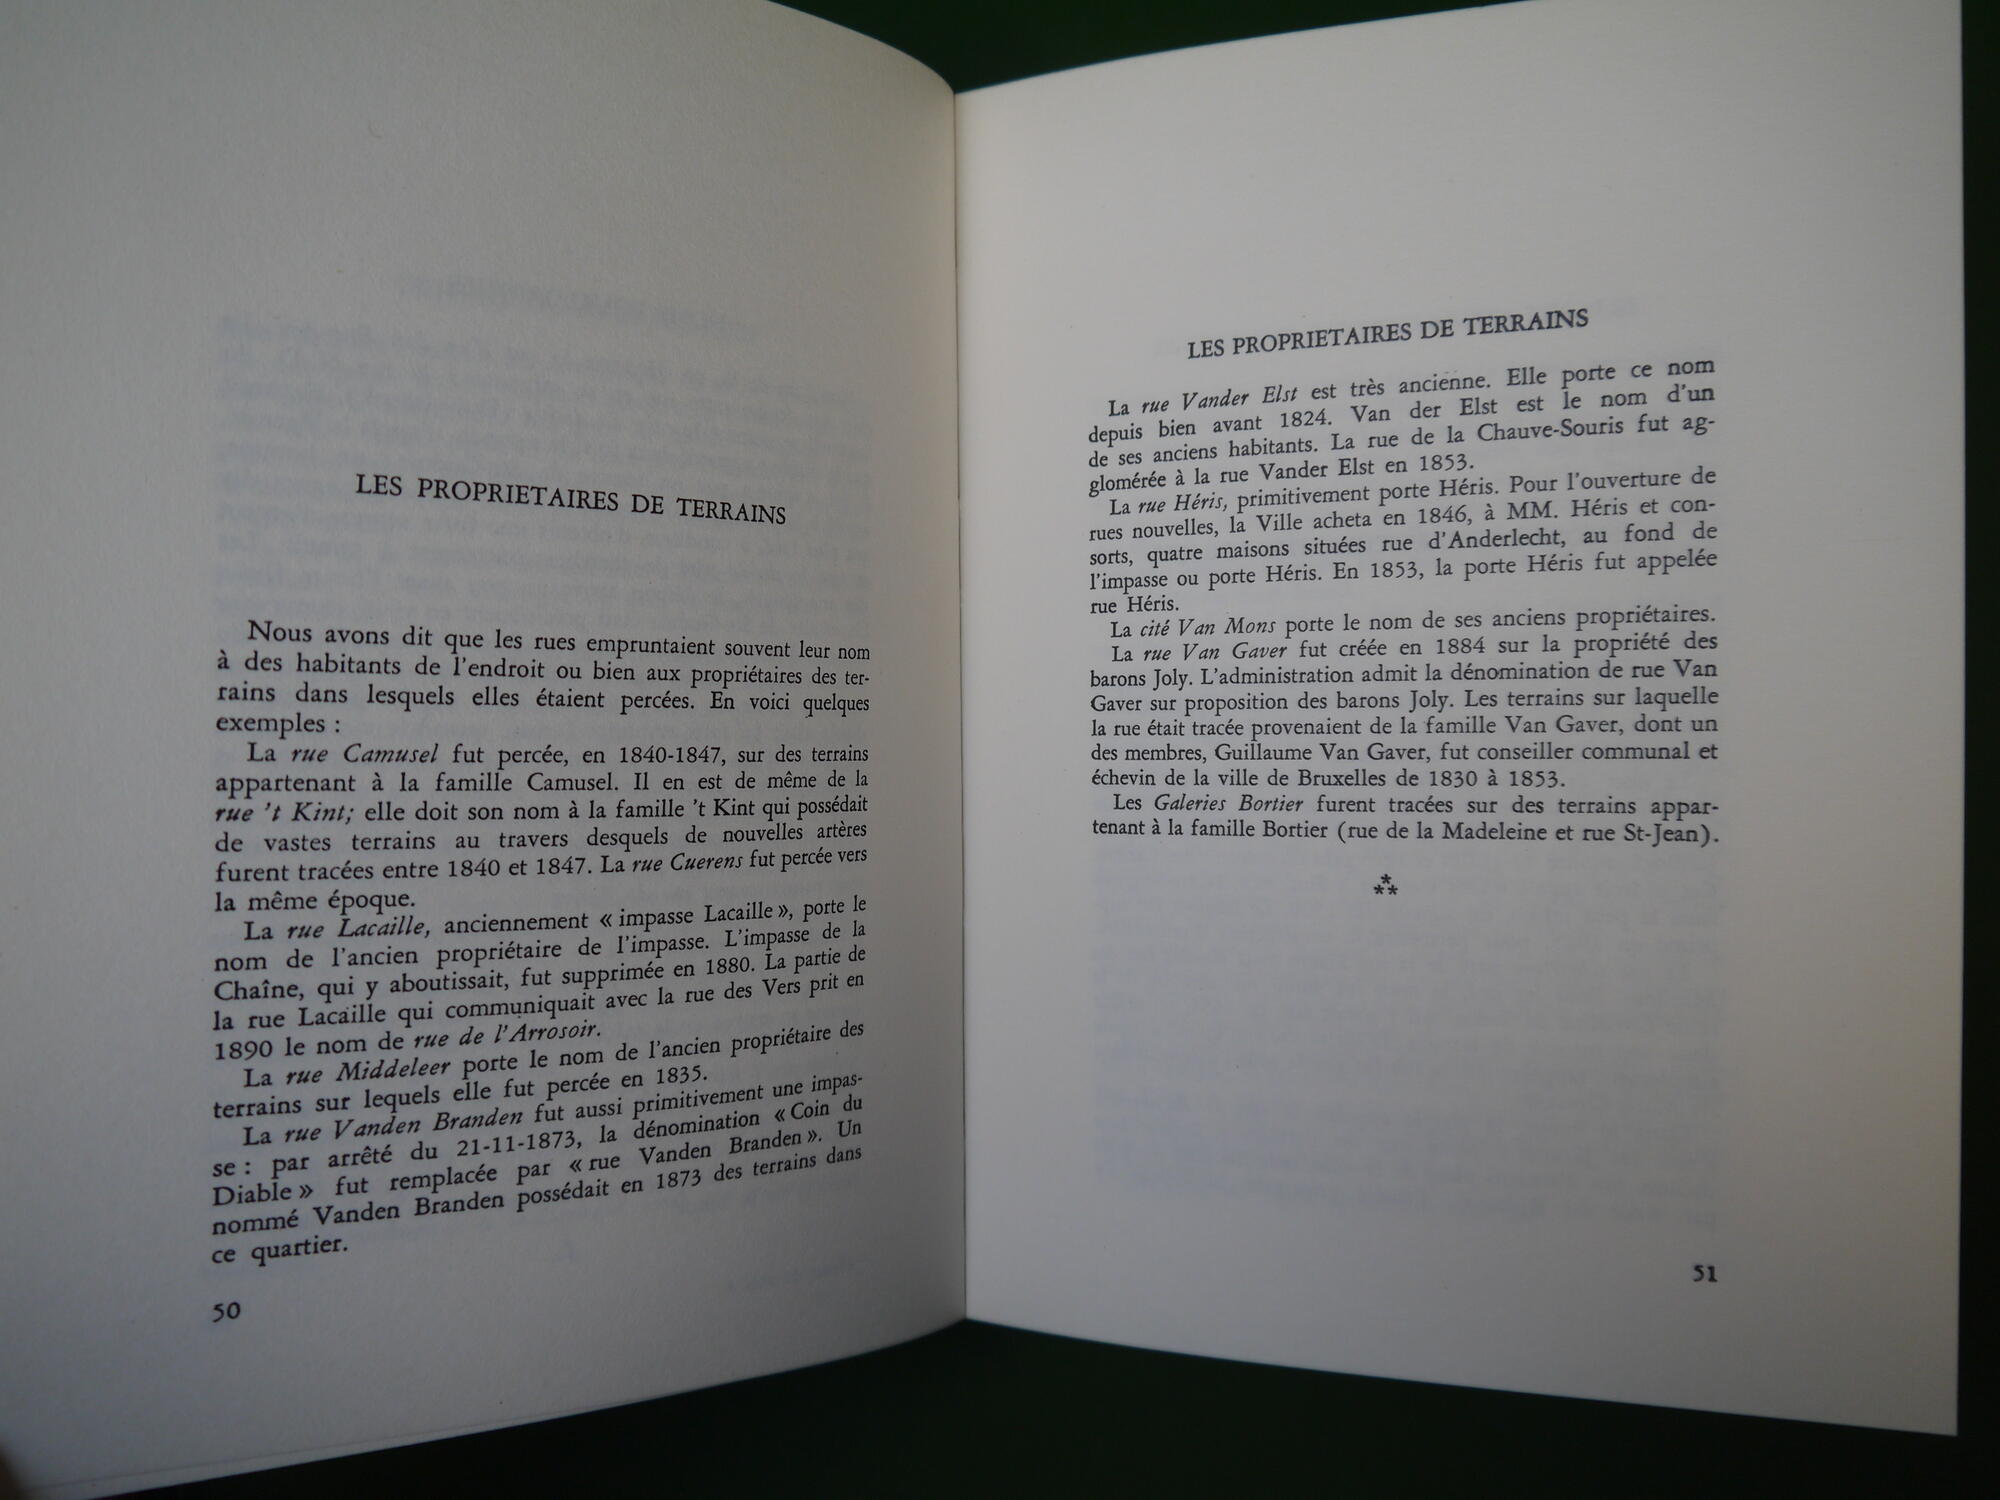 LES PROPRIETAIRES DE TERRAINS
Nous avons dit que les rues empruntaient souvent leur nom
à des habitants de l'endroit ou bien aux propriétaires des ter-
rains dans lesquels elles étaient percées. En voici quelques
exemples :
La rue Camusel fut percée, en 1840-1847, sur des terrains
appartenant à la famille Camusel. Il en est de même de la
rue 't Kint; elle doit son nom à la famille 't Kint qui possédait
de vastes terrains au travers desquels de nouvelles artères
furent tracées entre 1840 et 1847. La rue Cuerens fut percée vers
la même époque.
La rue Lacaille, anciennement « impasse Lacaille », porte le
nom de l'ancien propriétaire de l'impasse. L'impasse de la
Chaîne, qui y aboutissait, fut supprimée en 1880. La partie de
la rue Lacaille qui communiquait avec la rue des Vers prit en
1890 le nom de rue de l'Arrosoir.
La rue Middeleer porte le nom de l'ancien propriétaire des
terrains sur lequels elle fut percée en 1835.
La rue Vanden Branden fut aussi primitivement une impas-
se : par arrêté du 21-11-1873, la dénomination « Coin du
Diable » fut remplacée par « rue Vanden Branden ». Un
nommé Vanden Branden possédait en 1873 des terrains dans
ce quartier.
50
LES PROPRIETAIRES DE TERRAINS
La rue Vander Elst est très ancienne. Elle porte ce nom
depuis bien avant 1824. Van der Elst est le nom d'un
de ses anciens habitants. La rue de la Chauve-Souris fut ag-
glomérée à la rue Vander Elst en 1853.
La rue Héris, primitivement porte Héris. Pour l'ouverture de
rues nouvelles, la Ville acheta en 1846, à MM. Héris et con-
sorts, quatre maisons situées rue d'Anderlecht, au fond de
l'impasse ou porte Héris. En 1853, la porte Héris fut appelée
rue Héris.
La cité Van Mons porte le nom de ses anciens propriétaires.
La rue Van Gaver fut créée en 1884 sur la propriété des
barons Joly. L'administration admit la dénomination de rue Van
Gaver sur proposition des barons Joly. Les terrains sur laquelle
la rue était tracée provenaient de la famille Van Gaver, dont un
des membres, Guillaume Van Gaver, fut conseiller communal et
échevin de la ville de Bruxelles de 1830 à 1853.
Les Galeries Bortier furent tracées sur des terrains appar-
tenant à la famille Bortier (rue de la Madeleine et rue St-Jean).
⁂
51